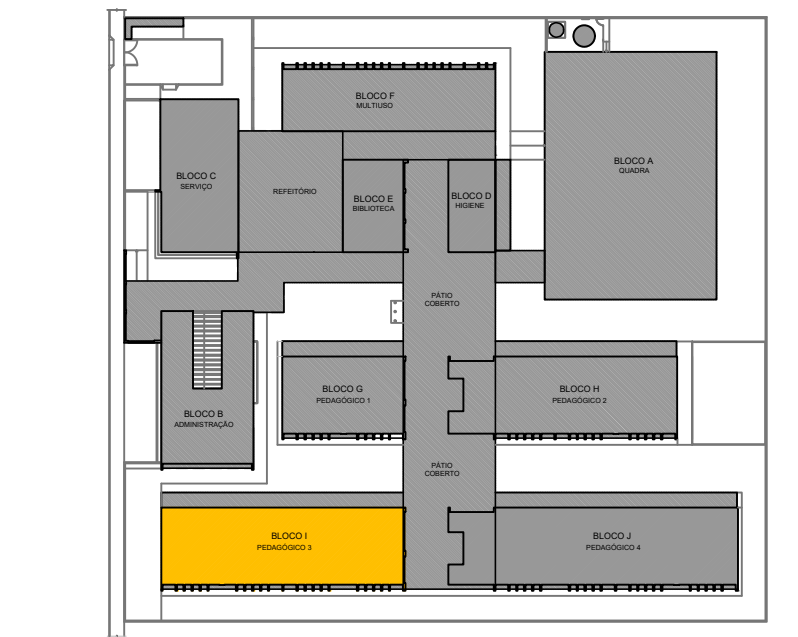 BLOCO F
MULTIUSO
BLOCO A
QUADRA
BLOCO C
SERVIÇO
REFEITÓRIO
BLOCO E
BIBLIOTECA
BLOCO D
HIGIENE
PÁTIO
COBERTO
BLOCO G
PEDAGÓGICO 1
BLOCO H
PEDAGÓGICO 2
BLOCO B
ADMINISTRAÇÃO
PÁTIO
COBERTO
BLOCO I
PEDAGÓGICO 3
BLOCO J
PEDAGÓGICO 4